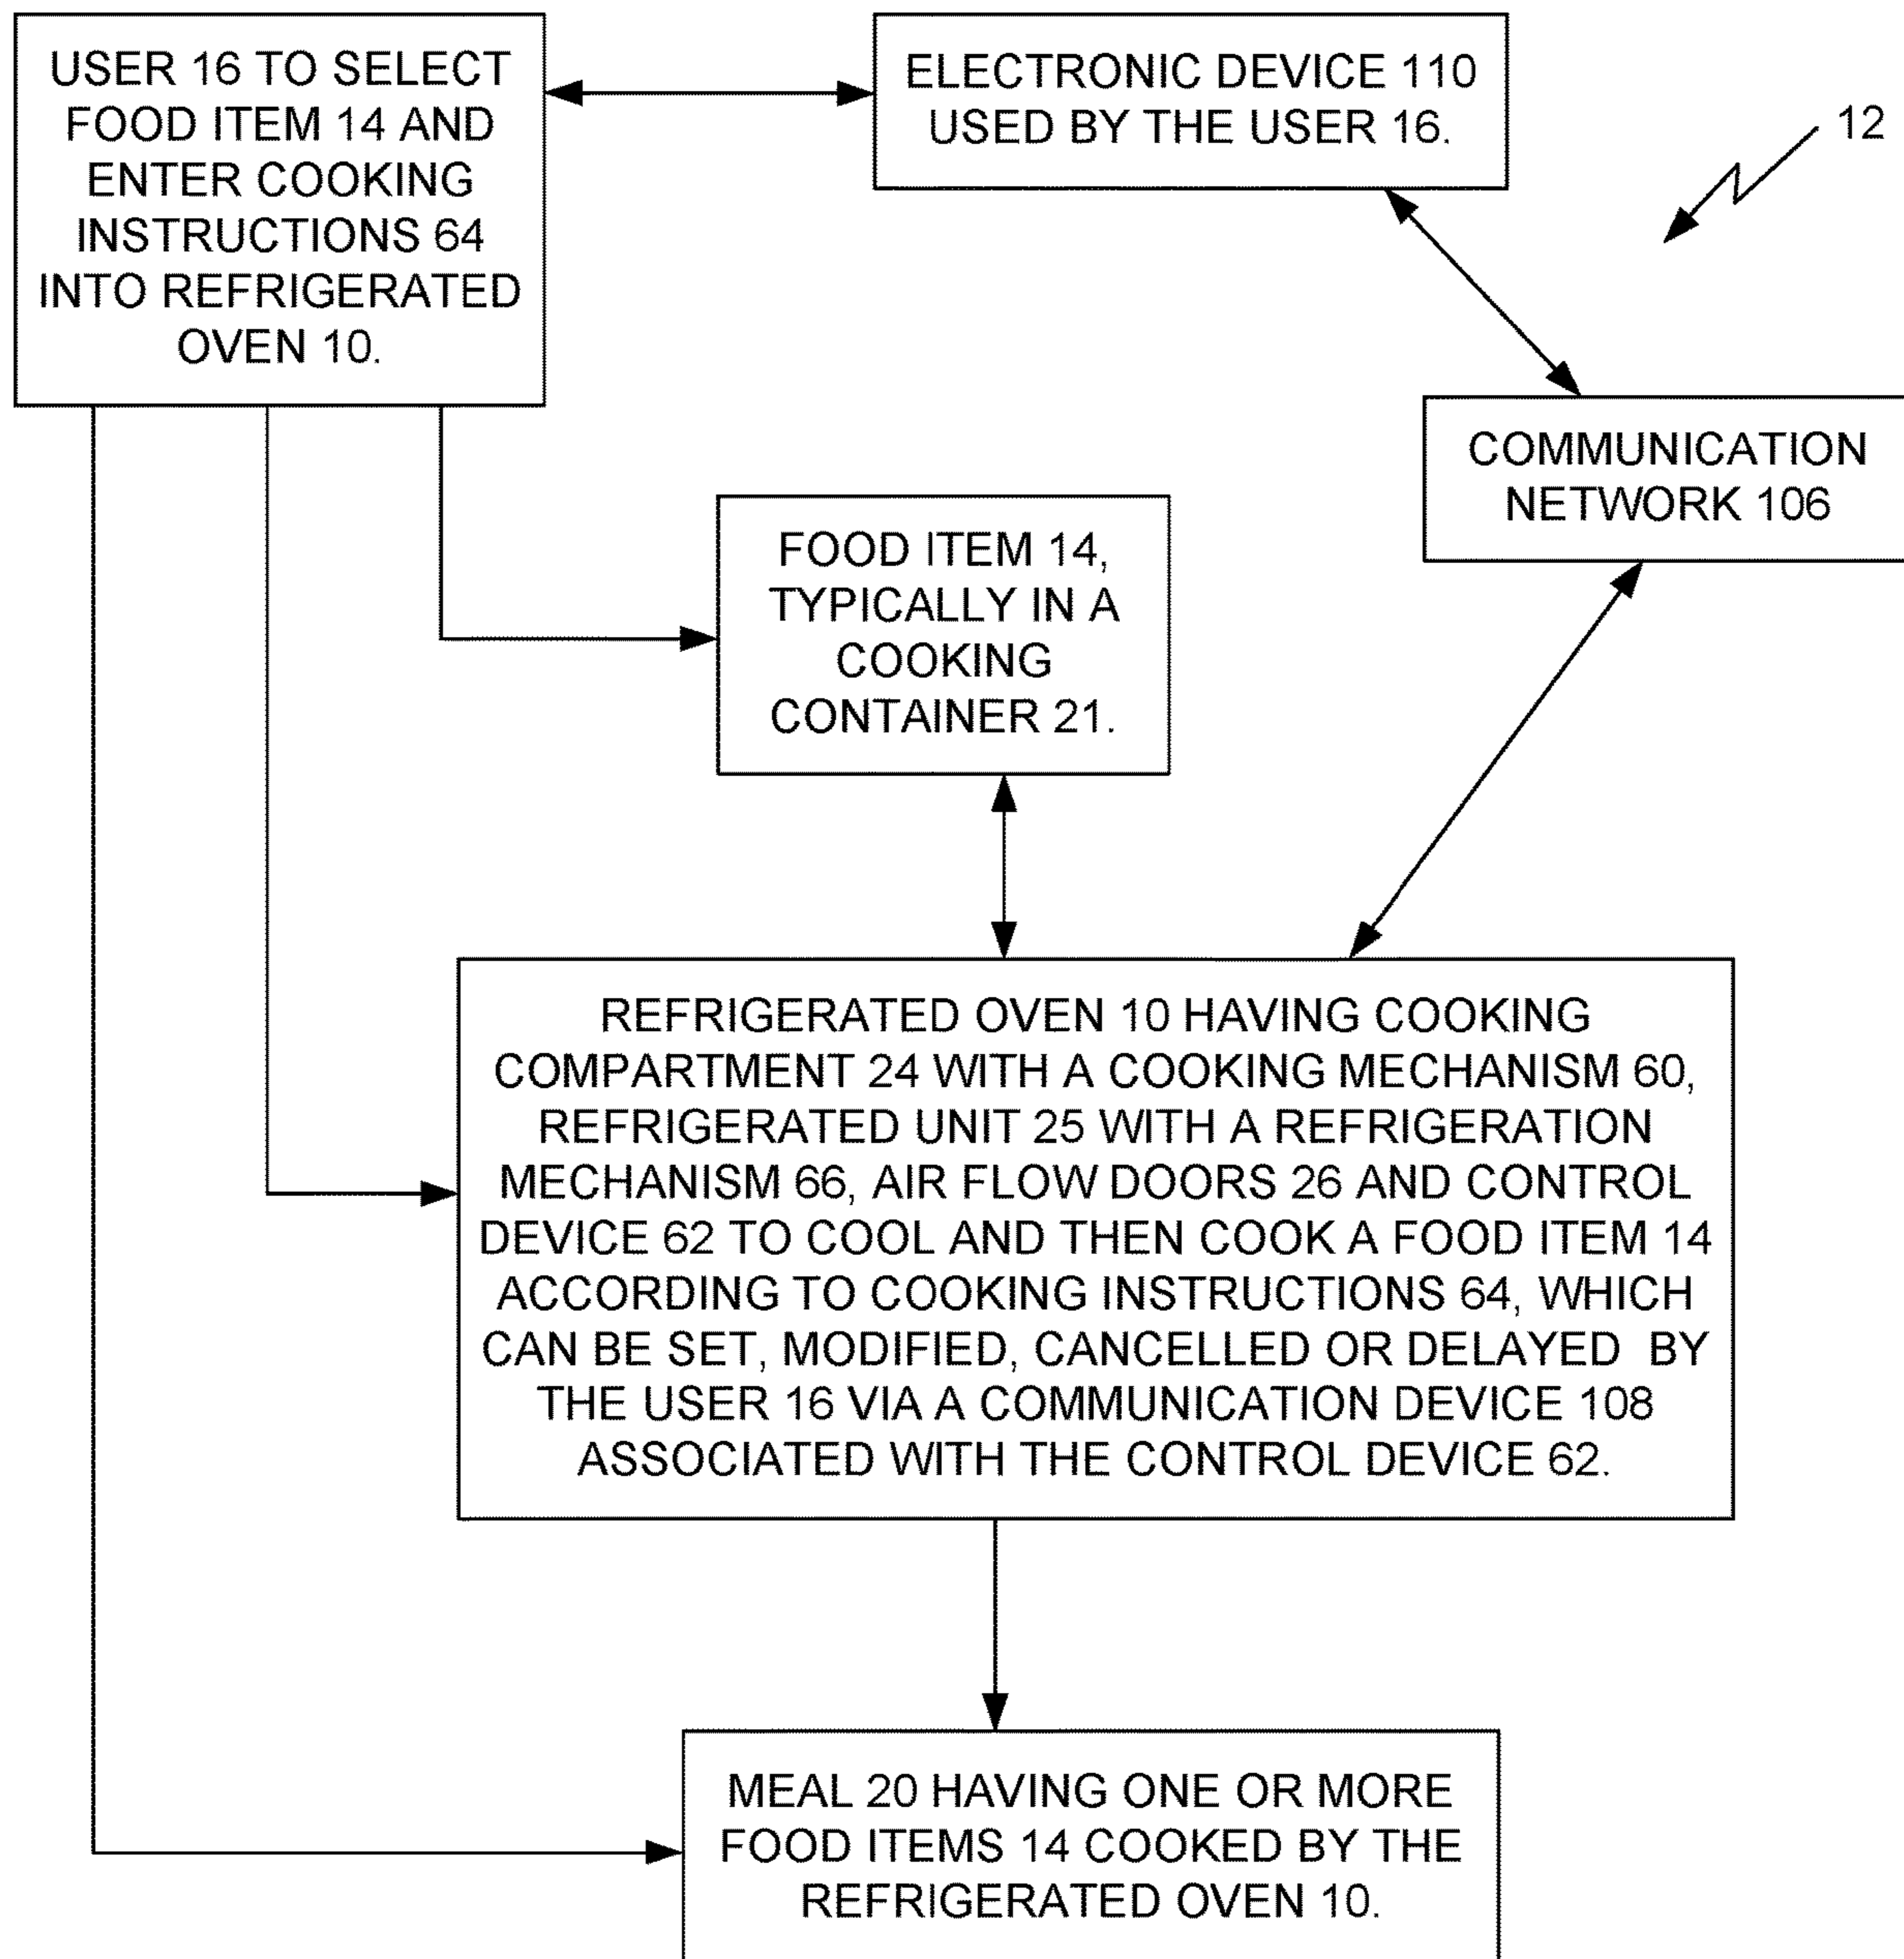 USER 16 TO SELECT
FOOD ITEM 14 AND
ENTER COOKING
INSTRUCTIONS 64
INTO REFRIGERATED
OVEN 10.
ELECTRONIC DEVICE 110
USED BY THE USER 16.
12
COMMUNICATION
NETWORK 106
FOOD ITEM 14,
TYPICALLY IN A
COOKING
CONTAINER 21.
REFRIGERATED OVEN 10 HAVING COOKING
COMPARTMENT 24 WITH A COOKING MECHANISM 60,
REFRIGERATED UNIT 25 WITH A REFRIGERATION
MECHANISM 66, AIR FLOW DOORS 26 AND CONTROL
DEVICE 62 TO COOL AND THEN COOK A FOOD ITEM 14
ACCORDING TO COOKING INSTRUCTIONS 64, WHICH
CAN BE SET, MODIFIED, CANCELLED OR DELAYED BY
THE USER 16 VIA A COMMUNICATION DEVICE 108
ASSOCIATED WITH THE CONTROL DEVICE 62.
MEAL 20 HAVING ONE OR MORE
FOOD ITEMS 14 COOKED BY THE
REFRIGERATED OVEN 10.